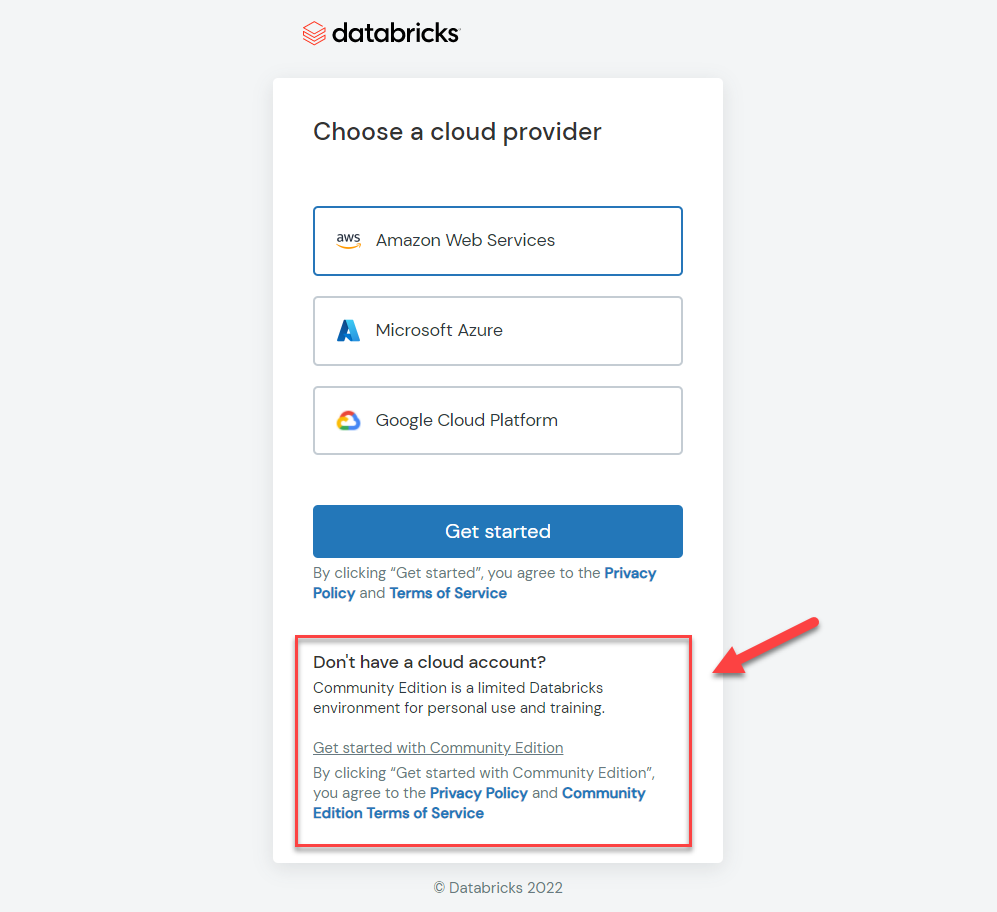 databricks
Choose a cloud provider
aws Amazon Web Services
Microsoft Azure
Google Cloud Platform
Get started
By clicking “Get started”, you agree to the Privacy
Policy and Terms of Service
Don't have a cloud account?
Community Edition is a limited Databricks
environment for personal use and training.
Get started with Community Edition
By clicking “Get started with Community Edition”,
you agree to the Privacy Policy and Community
Edition Terms of Service
© Databricks 2022